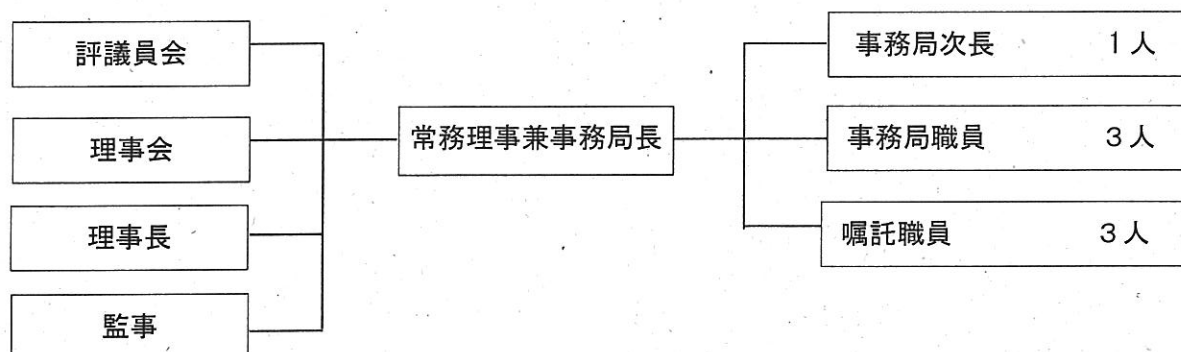 評議員会
理事会
理事長
監事
常務理事兼事務局長
事務局次長 1人
事務局職員 3人
嘱託職員 3人